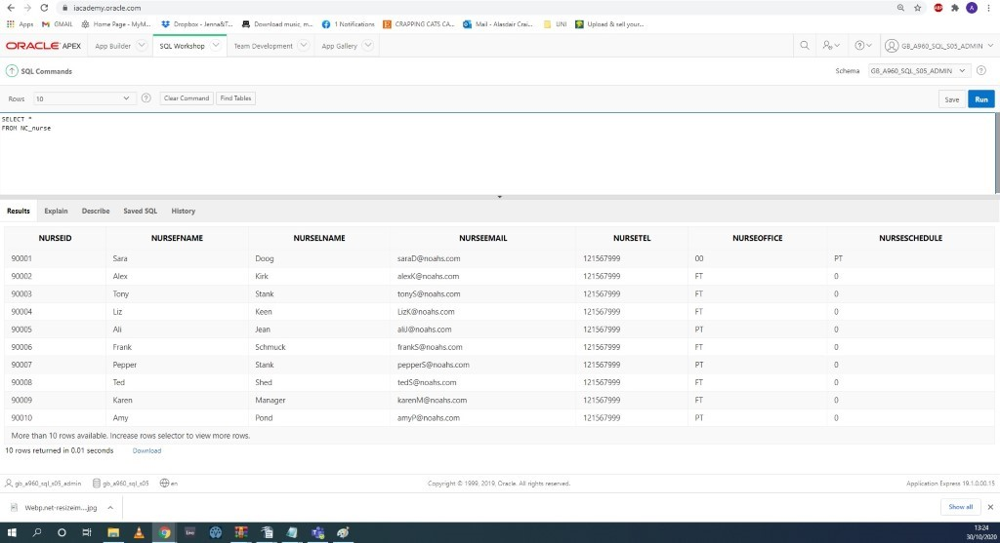 iacademy.oracle.com
Apps GMAIL Home Page - MyM... Dropbox - Jenna&T... Download music, m... 1 Notifications CRAPPING CATS CA... Mail - Alasdair Crai... UNI Upload & sell your...
ORACLE APEX App Builder SQL Workshop Team Development App Gallery GB_A960_SQL_S05_ADMIN
SQL Commands Schema GB_A960_SQL_S05_ADMIN
Rows 10 Clear Command Find Tables Save Run
SELECT *
FROM NC_nurse
Results Explain Describe Saved SQL History
NURSEID NURSEFNAME NURSELNAME NURSEEMAIL NURSETEL NURSEOFFICE NURSESCHEDULE
90001 Sara Doog saraD@noahs.com 121567999 00 PT
90002 Alex Kirk alexK@noahs.com 121567999 FT 0
90003 Tony Stank tonyS@noahs.com 121567999 FT 0
90004 Liz Keen LizK@noahs.com 121567999 FT 0
90005 Ali Jean aliJ@noahs.com 121567999 PT 0
90006 Frank Schmuck frankS@noahs.com 121567999 FT 0
90007 Pepper Stank pepperS@noahs.com 121567999 PT 0
90008 Ted Shed tedS@noahs.com 121567999 FT 0
90009 Karen Manager karenM@noahs.com 121567999 FT 0
90010 Amy Pond amyP@noahs.com 121567999 PT 0
More than 10 rows available. Increase rows selector to view more rows.
10 rows returned in 0.01 seconds Download
gb_a960_sql_s05_admin gb_a960_sql_s05 en Copyright © 1999, 2019, Oracle. All rights reserved. Application Express 19.1.0.00.15
Webp.net-resizeim....jpg Show all
13:24
30/10/2020